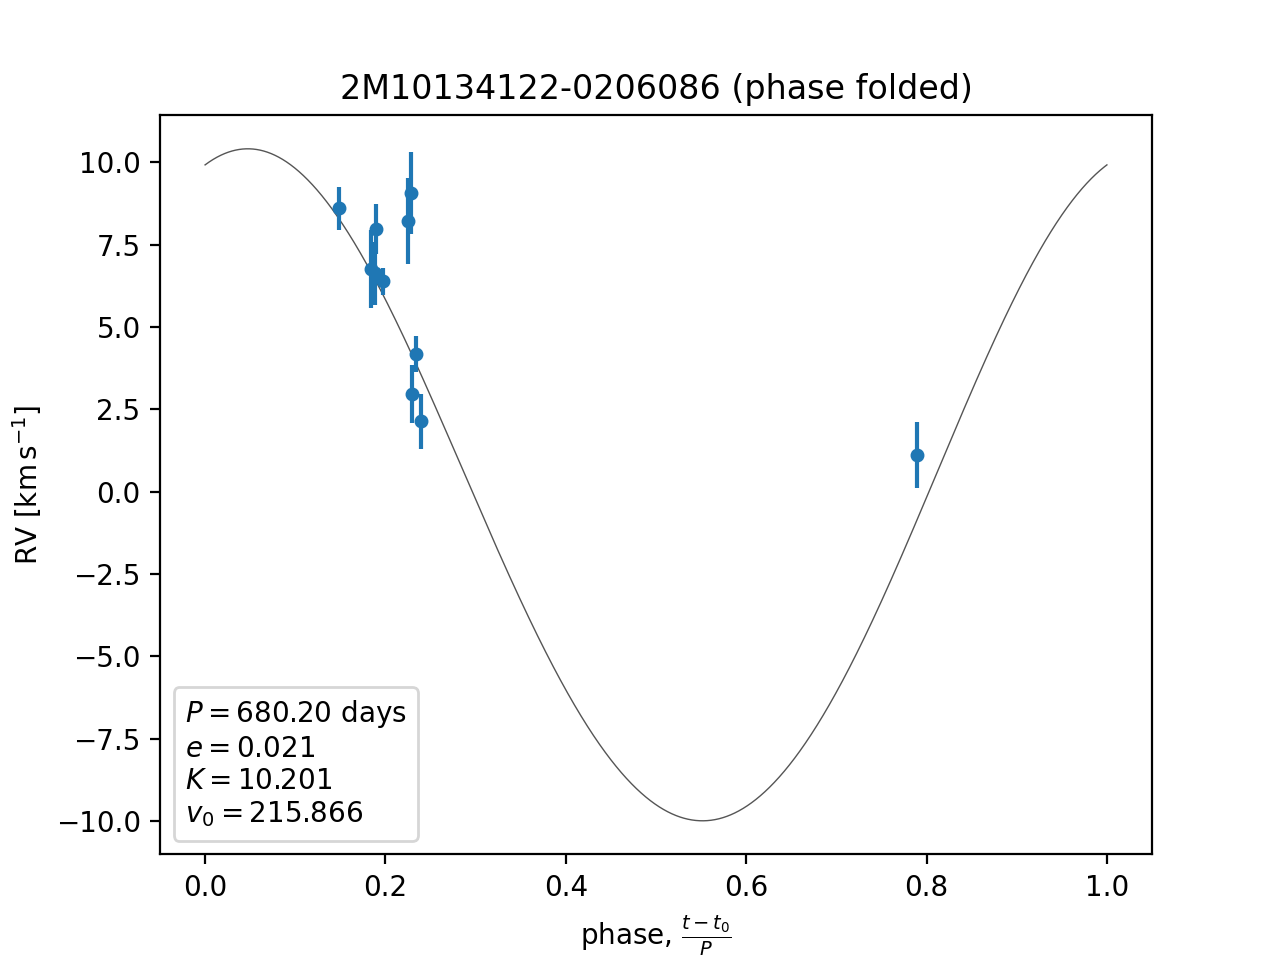 2M10134122-0206086 (phase folded)
RV [km s⁻¹]
10.0
7.5
5.0
2.5
0.0
−2.5
−5.0
−7.5
−10.0
P = 680.20 days
e = 0.021
K = 10.201
v₀ = 215.866
0.0 0.2 0.4 0.6 0.8 1.0
phase, (t − t₀)/P